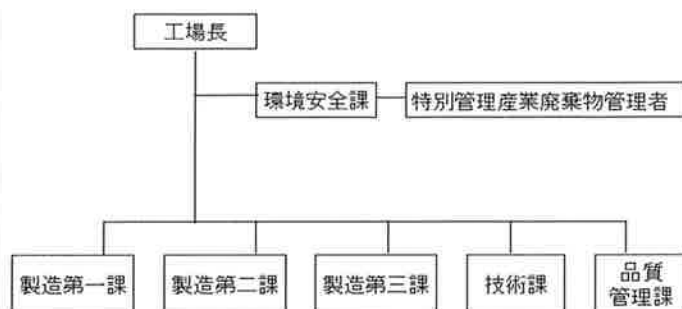 工場長
環境安全課
特別管理産業廃棄物管理者
製造第一課
製造第二課
製造第三課
技術課
品質
管理課